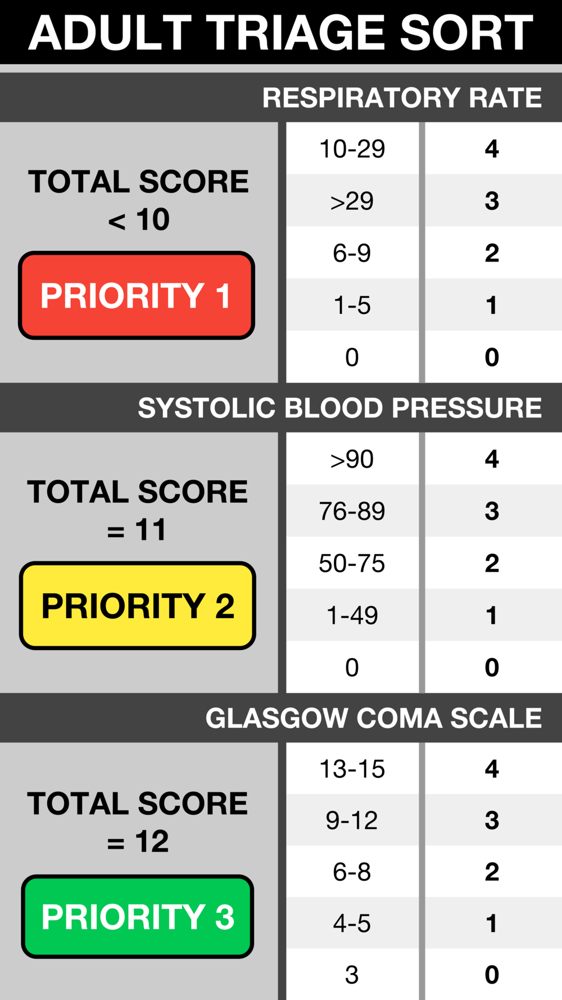 ADULT TRIAGE SORT
RESPIRATORY RATE
TOTAL SCORE
< 10
PRIORITY 1
10-29 4
>29 3
6-9 2
1-5 1
0 0
SYSTOLIC BLOOD PRESSURE
TOTAL SCORE
= 11
PRIORITY 2
>90 4
76-89 3
50-75 2
1-49 1
0 0
GLASGOW COMA SCALE
TOTAL SCORE
= 12
PRIORITY 3
13-15 4
9-12 3
6-8 2
4-5 1
3 0